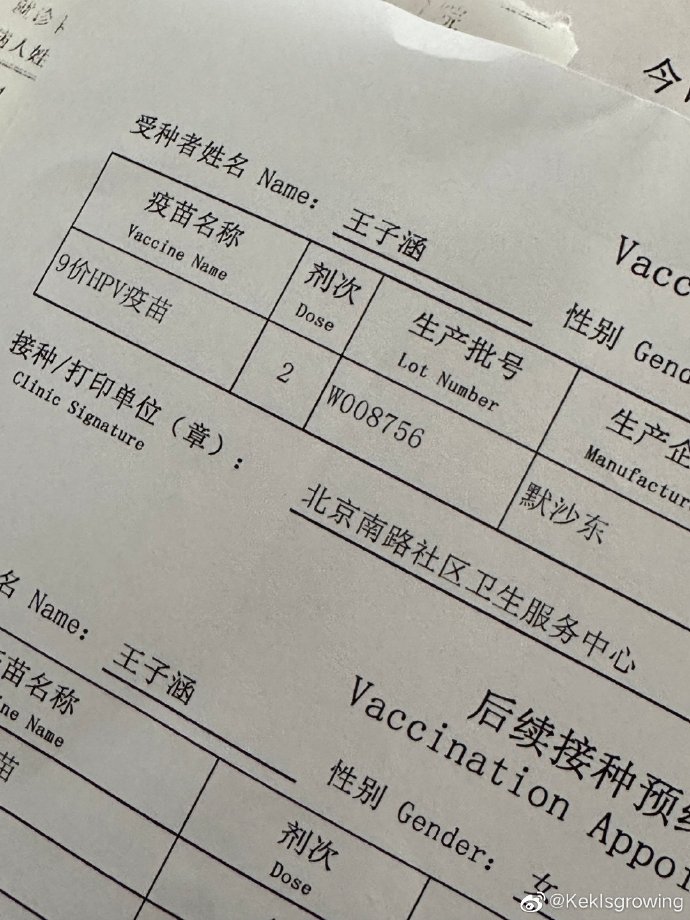 就诊卡
病人姓
今
受种者姓名 Name: 王子涵
Vacc
性别 Gend
疫苗名称 剂次 生产批号 生产企
Vaccine Name Dose Lot Number Manufactur
9价HPV疫苗 2 W008756 默沙东
接种/打印单位（章）: 北京南路社区卫生服务中心
Clinic Signature
后续接种预约
Vaccination Appoi
名 Name: 王子涵 性别 Gender: 女
疫苗名称 剂次
ine Name Dose
苗
@KekIsgrowing